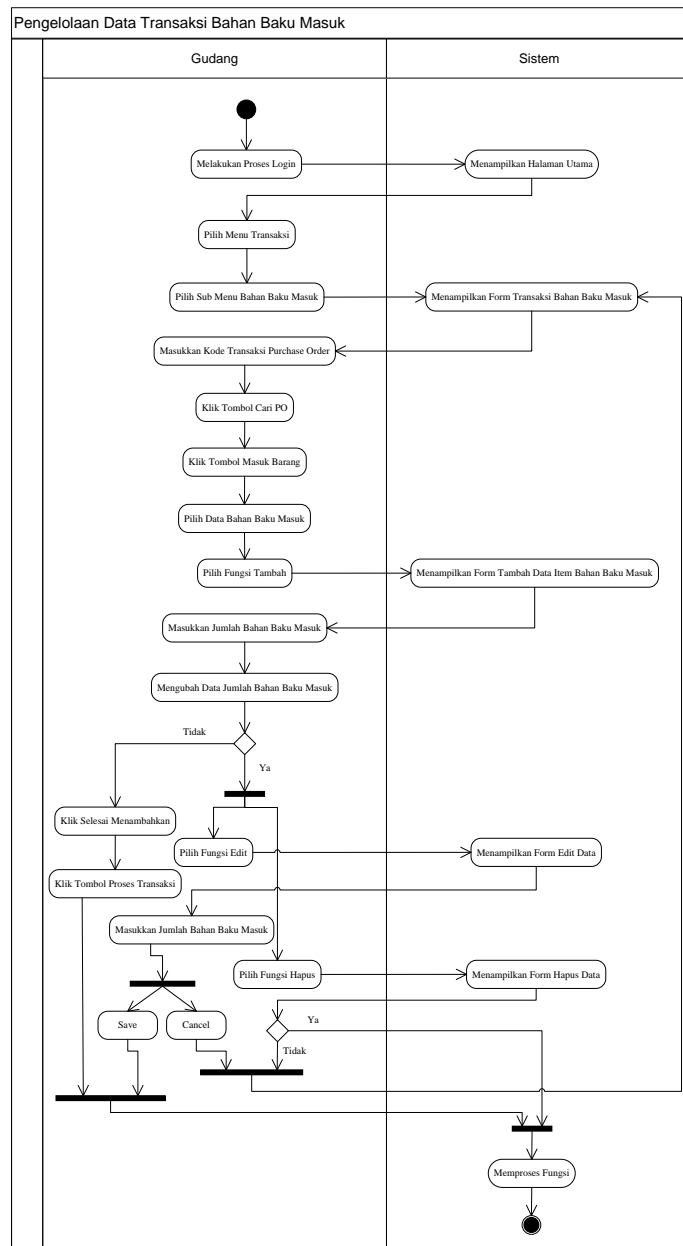 Pengelolaan Data Transaksi Bahan Baku Masuk
Gudang
Sistem
Melakukan Proses Login
Menampilkan Halaman Utama
Pilih Menu Transaksi
Pilih Sub Menu Bahan Baku Masuk
Menampilkan Form Transaksi Bahan Baku Masuk
Masukkan Kode Transaksi Purchase Order
Klik Tombol Cari PO
Klik Tombol Masuk Barang
Pilih Data Bahan Baku Masuk
Pilih Fungsi Tambah
Menampilkan Form Tambah Data Item Bahan Baku Masuk
Masukkan Jumlah Bahan Baku Masuk
Mengubah Data Jumlah Bahan Baku Masuk
Tidak
Ya
Klik Selesai Menambahkan
Pilih Fungsi Edit
Menampilkan Form Edit Data
Klik Tombol Proses Transaksi
Masukkan Jumlah Bahan Baku Masuk
Pilih Fungsi Hapus
Menampilkan Form Hapus Data
Save
Cancel
Ya
Tidak
Memproses Fungsi